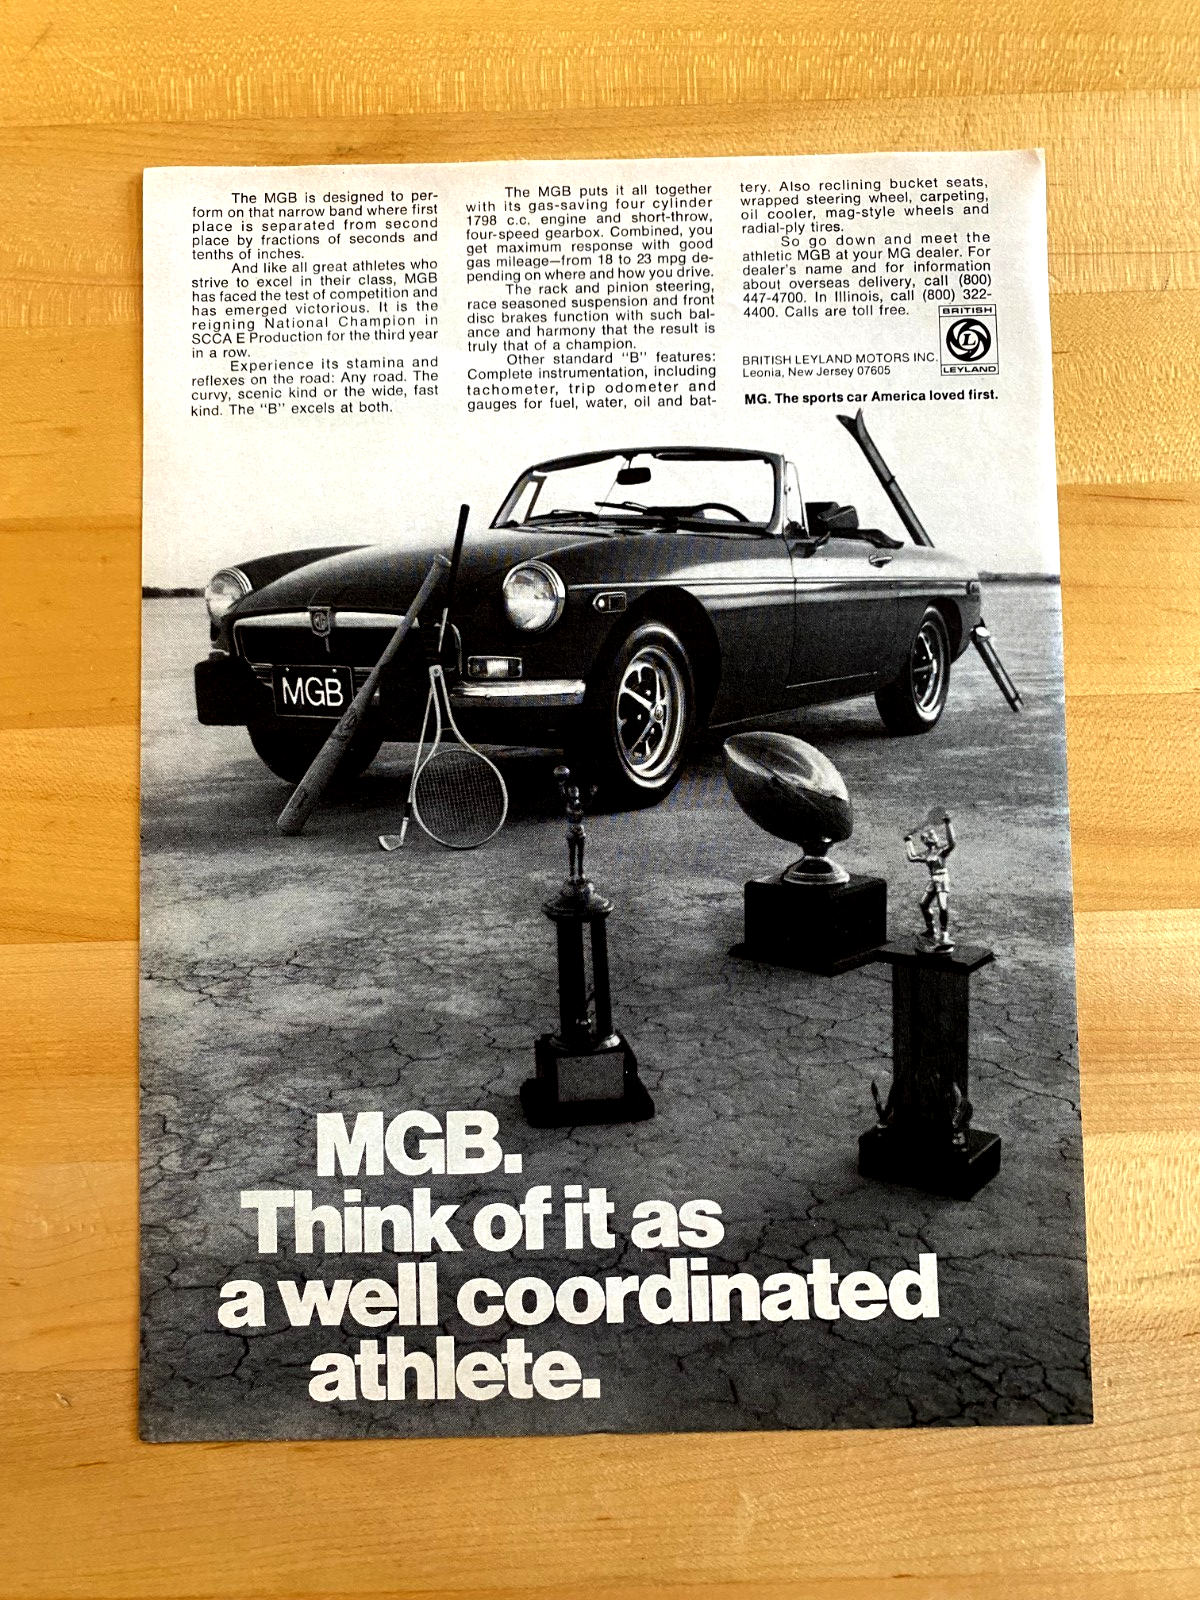 The MGB is designed to per-
form on that narrow band where first
place is separated from second
place by fractions of seconds and
tenths of inches.
And like all great athletes who
strive to excel in their class, MGB
has faced the test of competition and
has emerged victorious. It is the
reigning National Champion in
SCCA E Production for the third year
in a row.
Experience its stamina and
reflexes on the road: Any road. The
curvy, scenic kind or the wide, fast
kind. The "B" excels at both.
The MGB puts it all together
with its gas-saving four cylinder
1798 c.c. engine and short-throw,
four-speed gearbox. Combined, you
get maximum response with good
gas mileage—from 18 to 23 mpg de-
pending on where and how you drive.
The rack and pinion steering,
race seasoned suspension and front
disc brakes function with such bal-
ance and harmony that the result is
truly that of a champion.
Other standard "B" features:
Complete instrumentation, including
tachometer, trip odometer and
gauges for fuel, water, oil and bat-
tery. Also reclining bucket seats,
wrapped steering wheel, carpeting,
oil cooler, mag-style wheels and
radial-ply tires.
So go down and meet the
athletic MGB at your MG dealer. For
dealer's name and for information
about overseas delivery, call (800)
447-4700. In Illinois, call (800) 322-
4400. Calls are toll free.
BRITISH
L
LEYLAND
BRITISH LEYLAND MOTORS INC.
Leonia, New Jersey 07605
MG. The sports car America loved first.
MG
MGB
MGB.
Think of it as
a well coordinated
athlete.